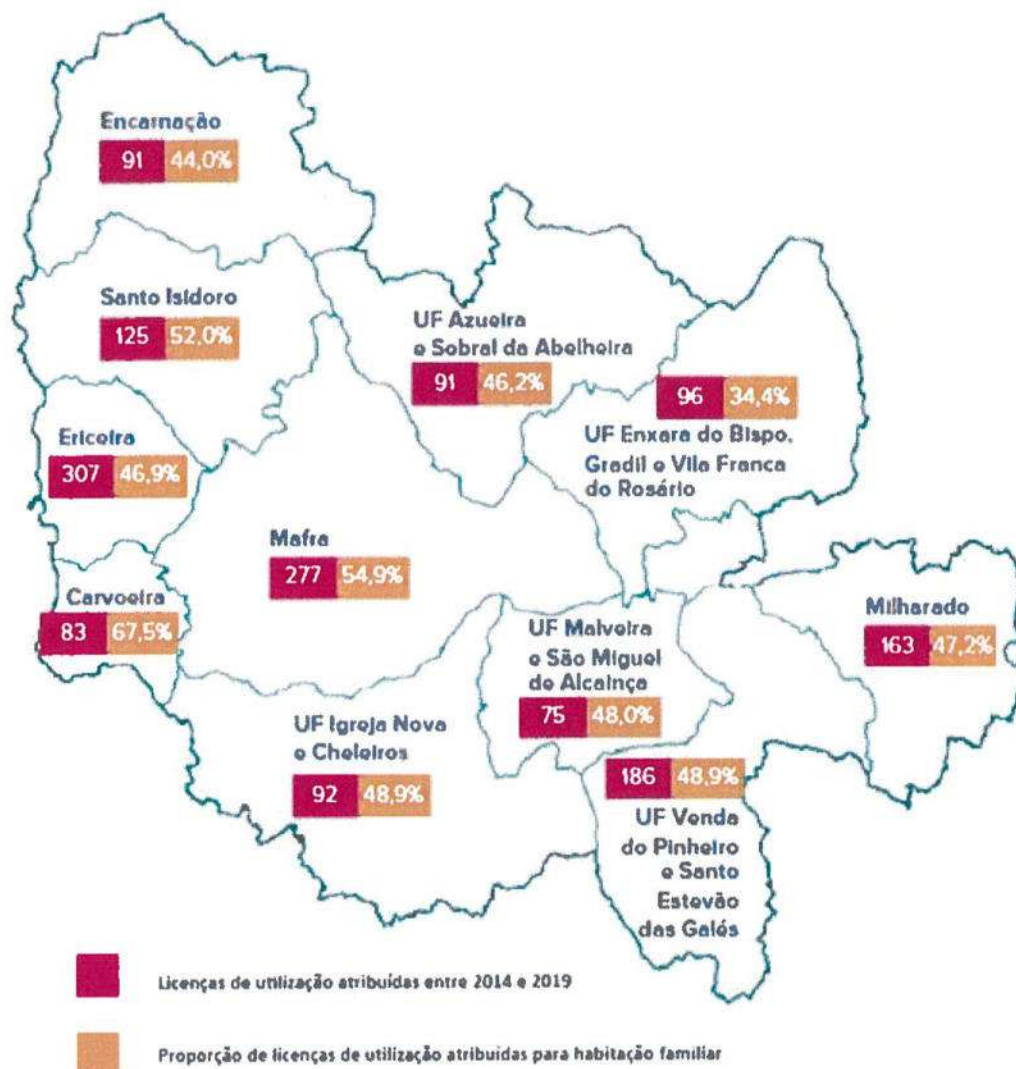 Encarnação
91 44,0%
Santo Isidoro
125 52,0%
UF Azueira
e Sobral da Abelheira
91 46,2%
96 34,4%
UF Enxara do Bispo,
Gradil e Vila Franca
do Rosário
Ericeira
307 46,9%
Mafra
277 54,9%
Carvoeira
83 67,5%
Milharado
163 47,2%
UF Malveira
e São Miguel
de Alcainça
75 48,0%
UF Igreja Nova
e Cheleiros
92 48,9%
186 48,9%
UF Venda
do Pinheiro
e Santo
Estevão
das Galés
Licenças de utilização atribuídas entre 2014 e 2019
Proporção de licenças de utilização atribuídas para habitação familiar